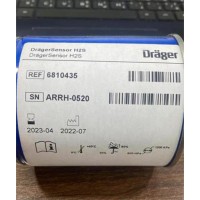 DrägerSensor H2S
DrägerSensor H2S
Dräger
REF 6810435
SN ARRH-0520
2023-04 2022-07